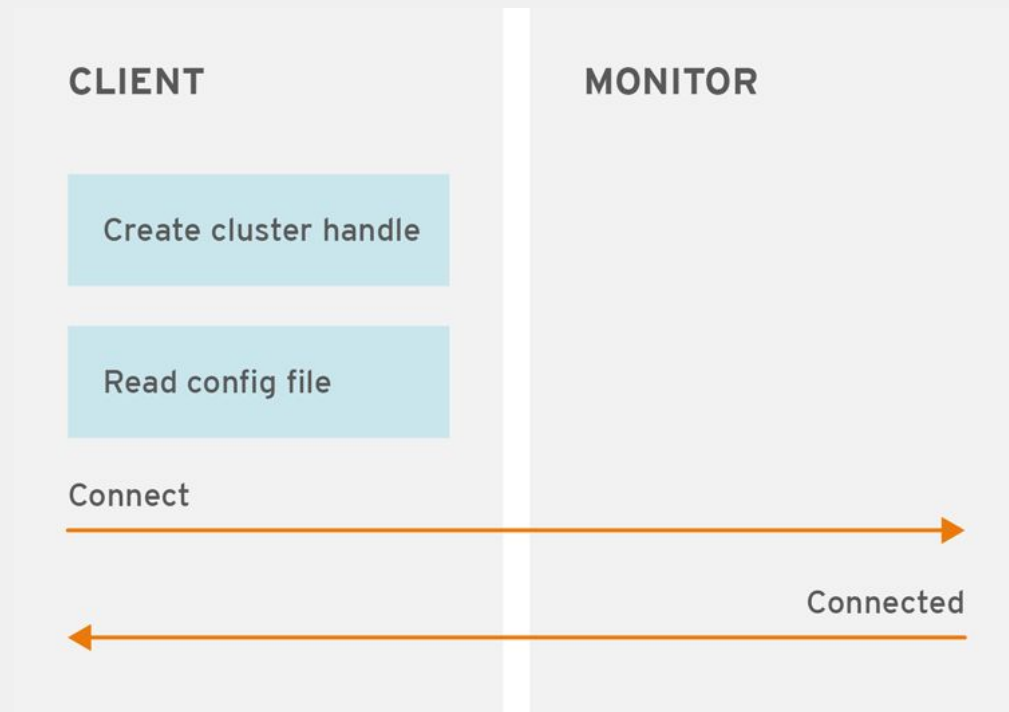 CLIENT
MONITOR
Create cluster handle
Read config file
Connect
Connected